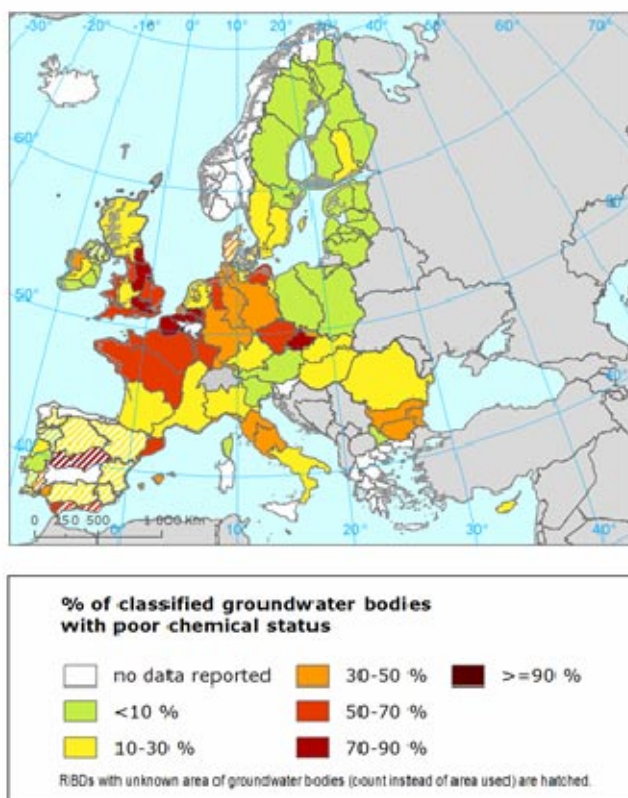 -30° -20° -10° 0° 10° 20° 30° 40° 50° 60° 70°
60°
50°
50°
40°
40°
0 250 500 1 000 Km
0° 10° 20° 30° 40°
% of classified groundwater bodies
with poor chemical status
no data reported
30-50 %
>=90 %
<10 %
50-70 %
10-30 %
70-90 %
RBDs with unknown area of groundwater bodies (count instead of area used) are hatched.